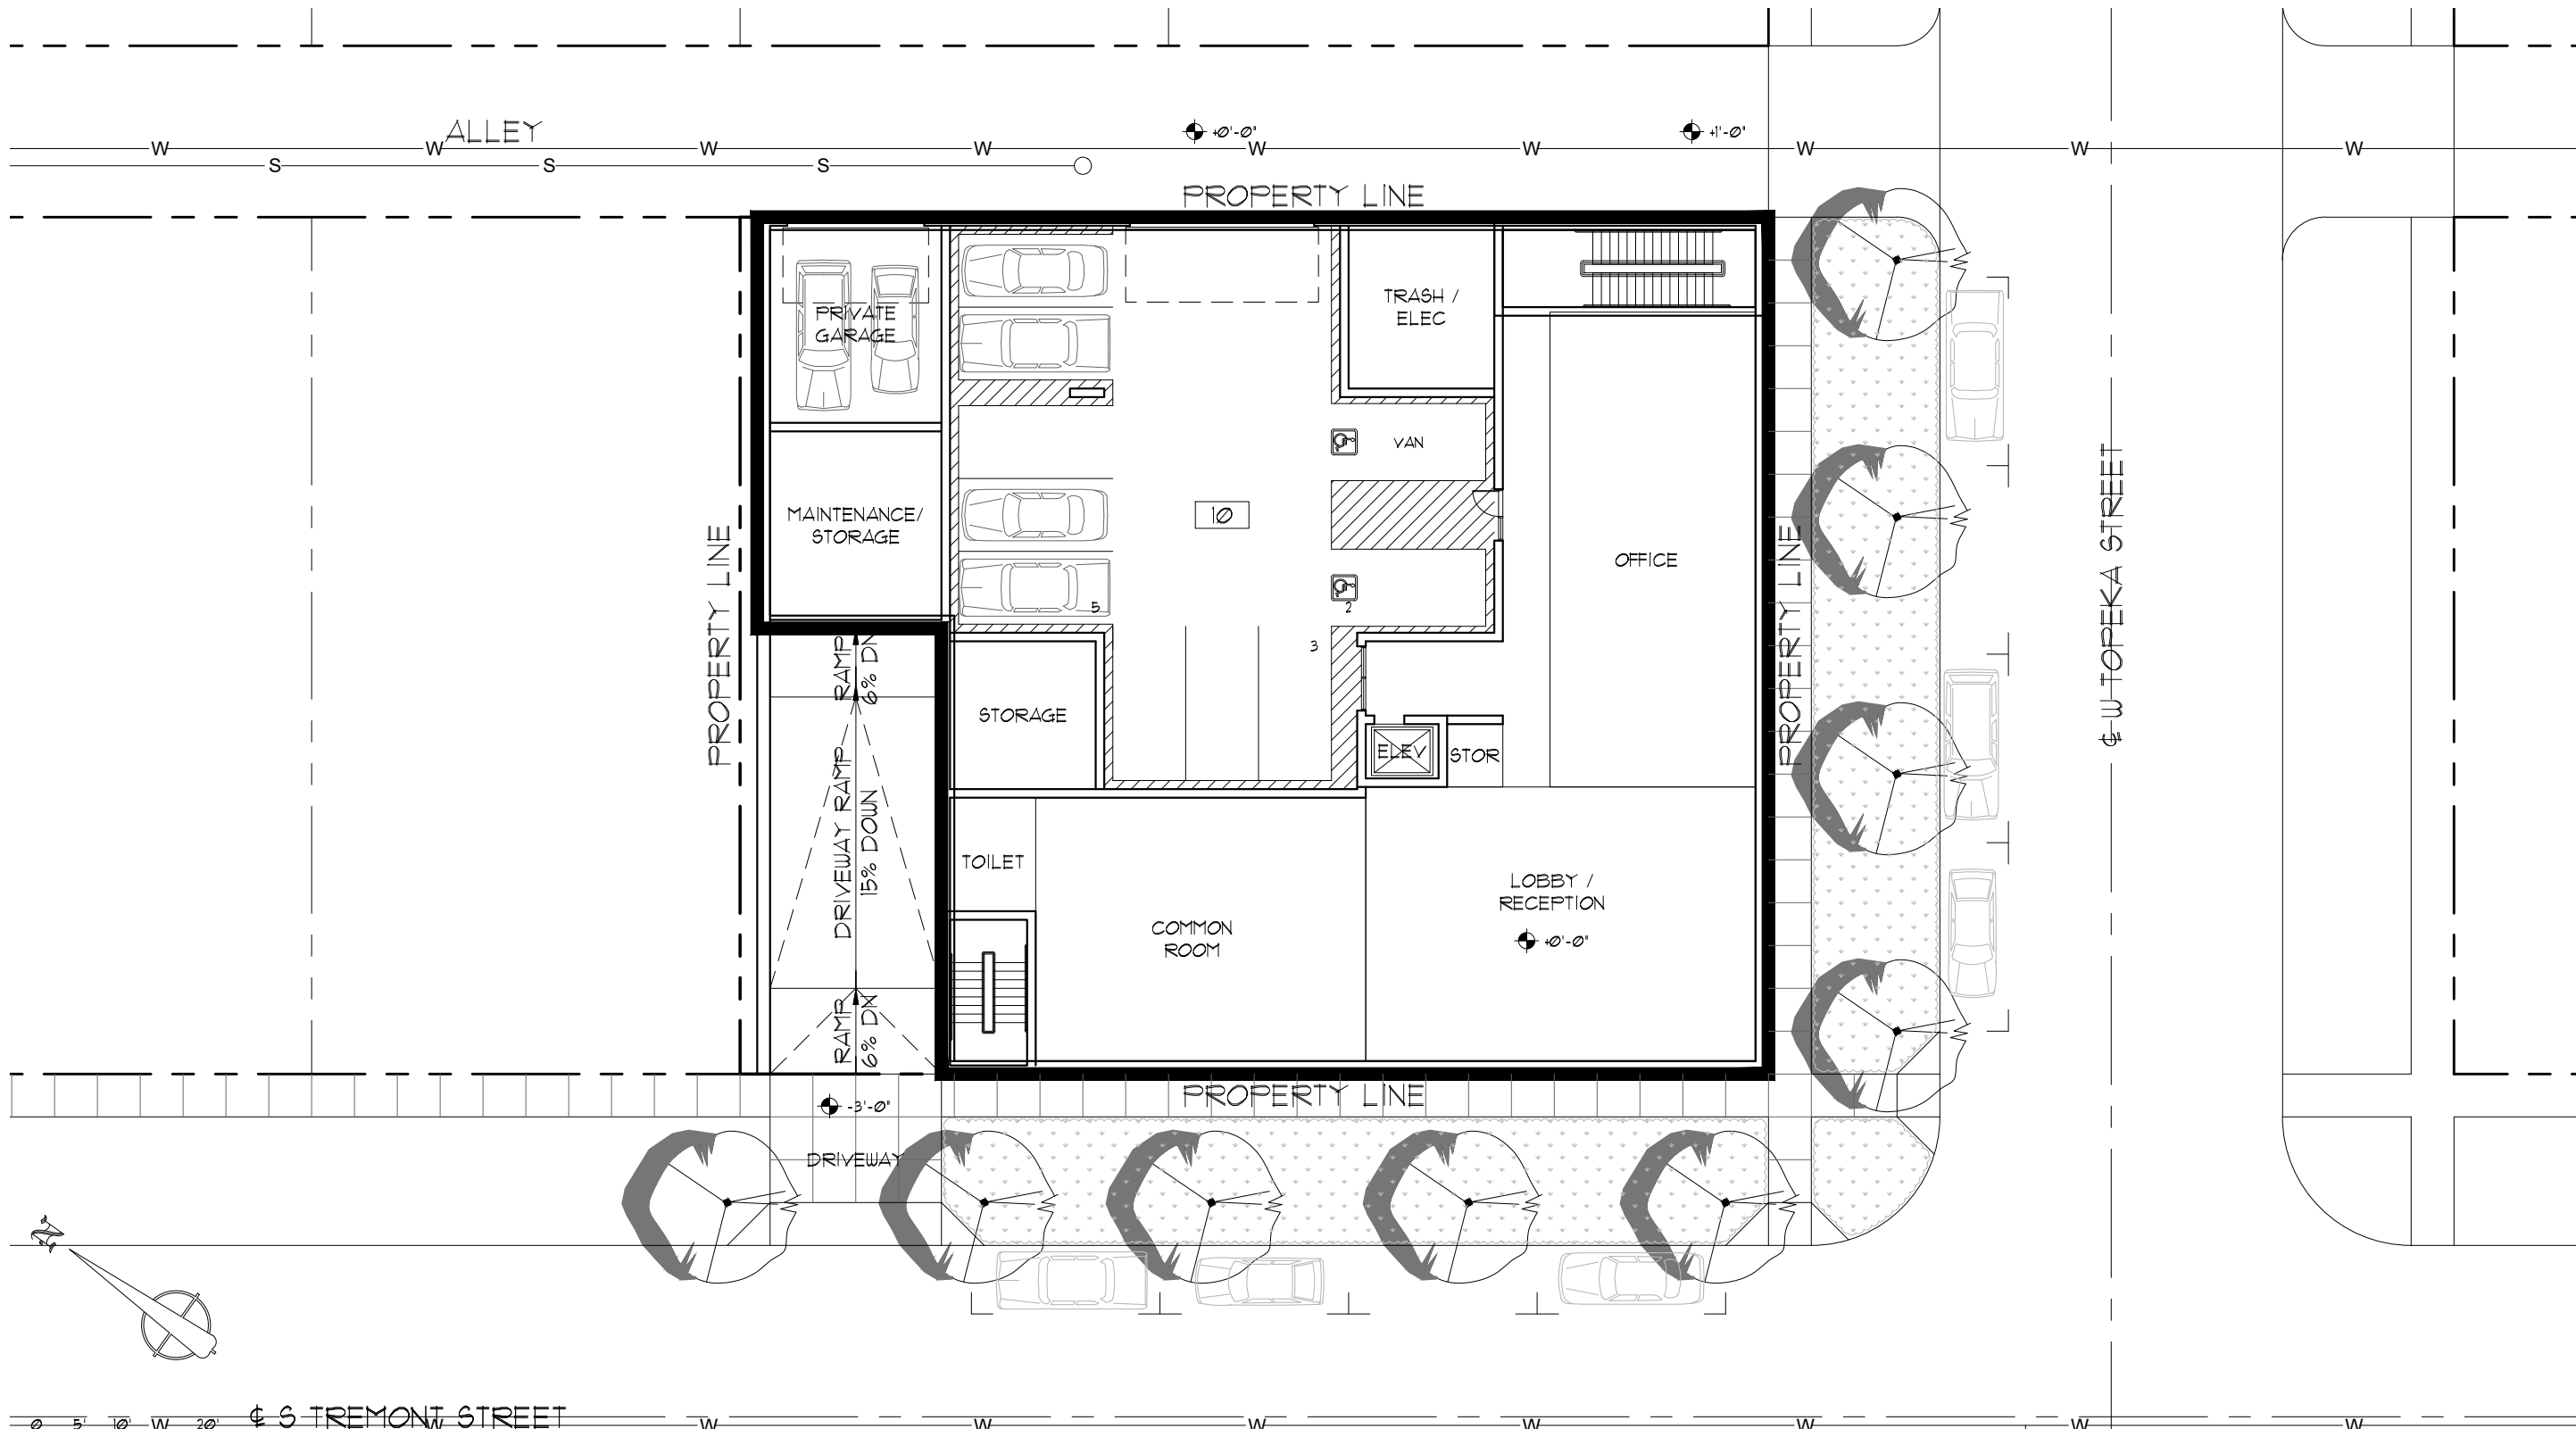 ALLEY
+0'-0"
+1'-0"
W W W W W W W W W
S S S
PROPERTY LINE
PRIVATE
GARAGE
TRASH /
ELEC
VAN
MAINTENANCE/
STORAGE
10
OFFICE
5
2
3
PROPERTY LINE
PROPERTY LINE
℄ W TOPEKA STREET
RAMP
6% DN
STORAGE
ELEV
STOR
DRIVEWAY RAMP
15% DOWN
TOILET
LOBBY /
RECEPTION
+0'-0"
COMMON
ROOM
RAMP
6% DN
PROPERTY LINE
-3'-0"
DRIVEWAY
℄ S TREMONT STREET
0 5' 10' 20'
W W W W W W W W W